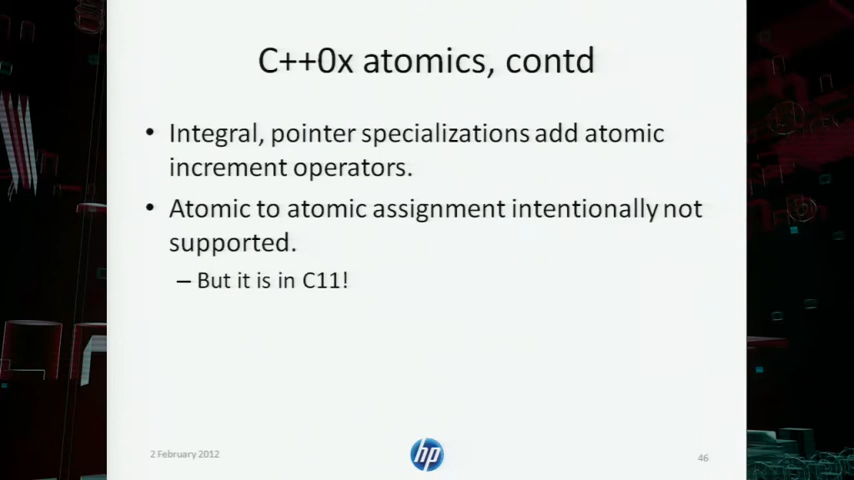 C++0x atomics, contd
• Integral, pointer specializations add atomic
increment operators.
• Atomic to atomic assignment intentionally not
supported.
– But it is in C11!
2 February 2012
hp
46